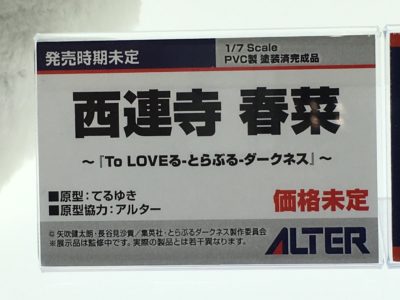 発売時期未定
1/7 Scale
PVC製 塗装済完成品
西連寺 春菜
～『To LOVEる-とらぶる-ダークネス』～
■原型：てるゆき
■原型協力：アルター
価格未定
© 矢吹健太朗・長谷見沙貴／集英社・とらぶるダークネス製作委員会
※展示品は監修中です。実際の製品とは若干異なります。
ALTER